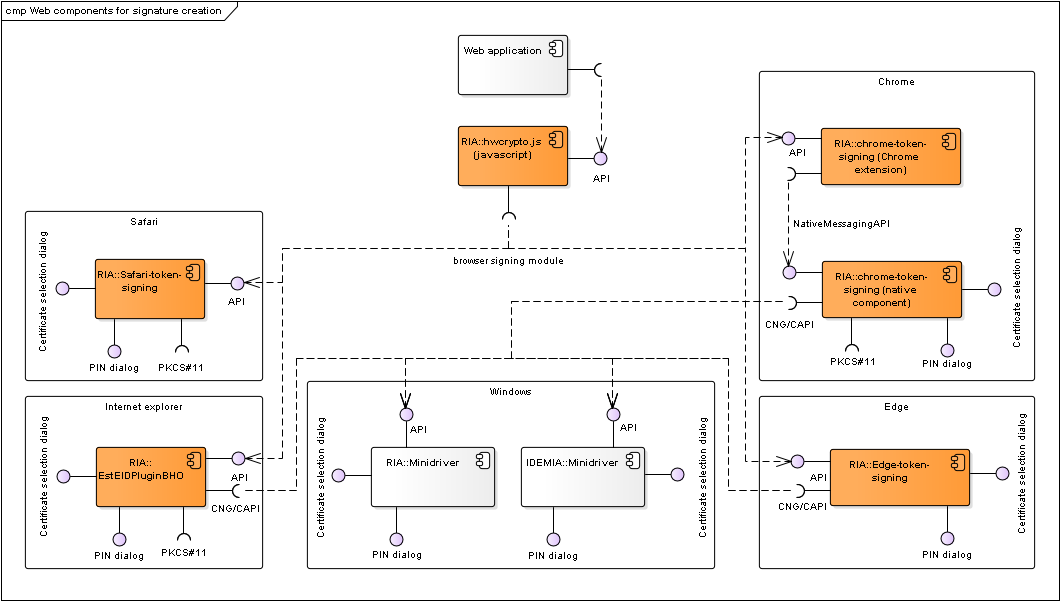 cmp Web components for signature creation
Web application
RIA::hwcrypto.js
(javascript)
API
browser signing module
Safari
Certificate selection dialog
RIA::Safari-token-
signing
API
PIN dialog
PKCS#11
Internet explorer
Certificate selection dialog
RIA::
EstEIDPluginBHO
API
CNG/CAPI
PIN dialog
PKCS#11
Windows
Certificate selection dialog
API
RIA::Minidriver
PIN dialog
API
IDEMIA::Minidriver
PIN dialog
Certificate selection dialog
Chrome
API
RIA::chrome-token-
signing (Chrome
extension)
NativeMessagingAPI
RIA::chrome-token-
signing (native
component)
CNG/CAPI
PKCS#11
PIN dialog
Certificate selection dialog
Edge
API
RIA::Edge-token-
signing
CNG/CAPI
PIN dialog
Certificate selection dialog